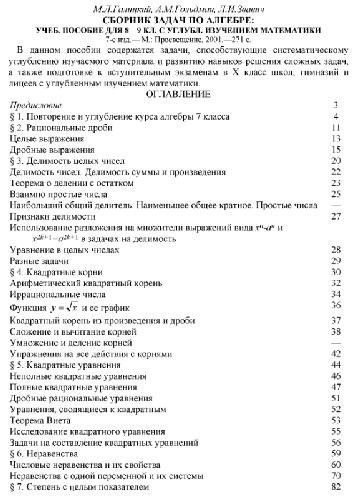 М.Л.Галицкий, А.М.Гольдман, Л.И.Звавич
СБОРНИК ЗАДАЧ ПО АЛГЕБРЕ:
УЧЕБ. ПОСОБИЕ ДЛЯ 8 9 КЛ. С УГЛУБЛ. ИЗУЧЕНИЕМ МАТЕМАТИКИ
7-е изд.— М.: Просвещение, 2001.—271 с.
В данном пособии содержатся задачи, способствующие систематическому
углублению изучаемого материала и развитию навыков решения сложных задач,
а также подготовке к вступительным экзаменам в X класс школ, гимназий и
лицеев с углубленным изучением математики.
ОГЛАВЛЕНИЕ
Предисловие 3
§ 1. Повторение и углубление курса алгебры 7 класса 4
§ 2. Рациональные дроби 11
Целые выражения 13
Дробные выражения 15
§ 3. Делимость целых чисел 20
Делимость чисел. Делимость суммы и произведения 22
Теорема о делении с остатком 23
Взаимно простые числа 25
Наибольший общий делитель. Наименьшее общее кратное. Простые числа —
Признаки делимости 27
Использование разложения на множители выражений вида xⁿ-aⁿ и
x²ᵏ⁺¹+a²ᵏ⁺¹ в задачах на делимость
Уравнение в целых числах 28
Разные задачи 29
§ 4. Квадратные корни 30
Арифметический квадратный корень 32
Иррациональные числа 34
Функция y=√x и ее график 36
Квадратный корень из произведения и дроби 37
Сложение и вычитание корней 38
Умножение и деление корней —
Упражнения на все действия с корнями 42
§ 5. Квадратные уравнения 44
Неполные квадратные уравнения 46
Полные квадратные уравнения 47
Дробные рациональные уравнения 51
Уравнения, сводящиеся к квадратным 52
Теорема Виета 53
Исследование квадратного уравнения 55
Задачи на составление квадратных уравнений 56
§ 6. Неравенства 59
Числовые неравенства и их свойства 60
Неравенства с одной переменной и их системы 70
§ 7. Степень с целым показателем 82